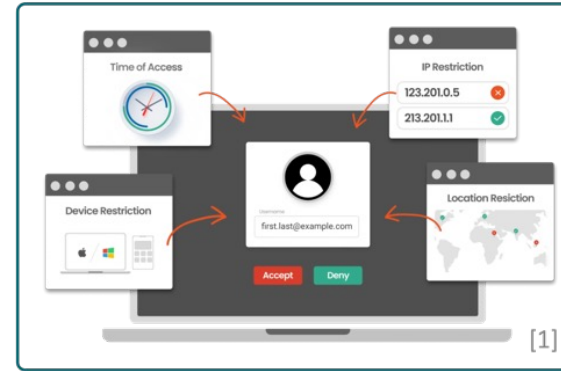 Time of Access
IP Restriction
123.201.0.5
213.201.1.1
Device Restriction
Location Resiction
Username
first.last@example.com
Accept
Deny
[1]